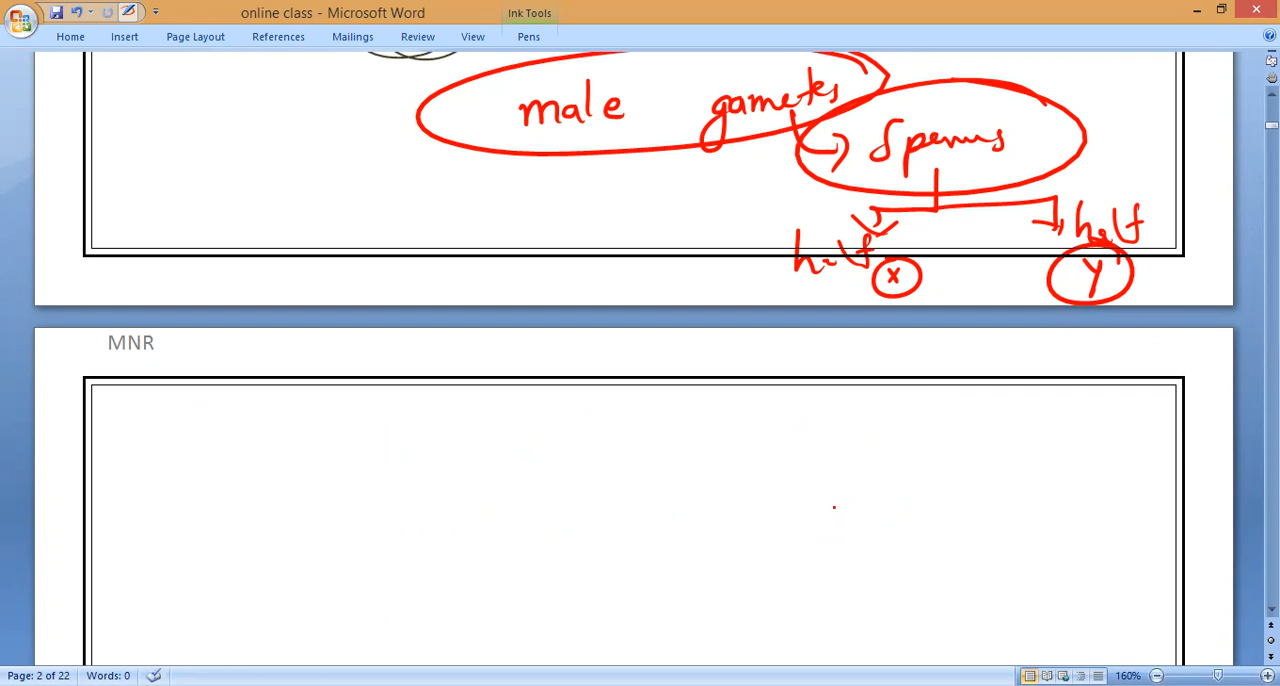 online class - Microsoft Word
Ink Tools
Home Insert Page Layout References Mailings Review View Pens
male gametes
Sperms
half half
X Y
MNR
Page: 2 of 22 Words: 0 160%